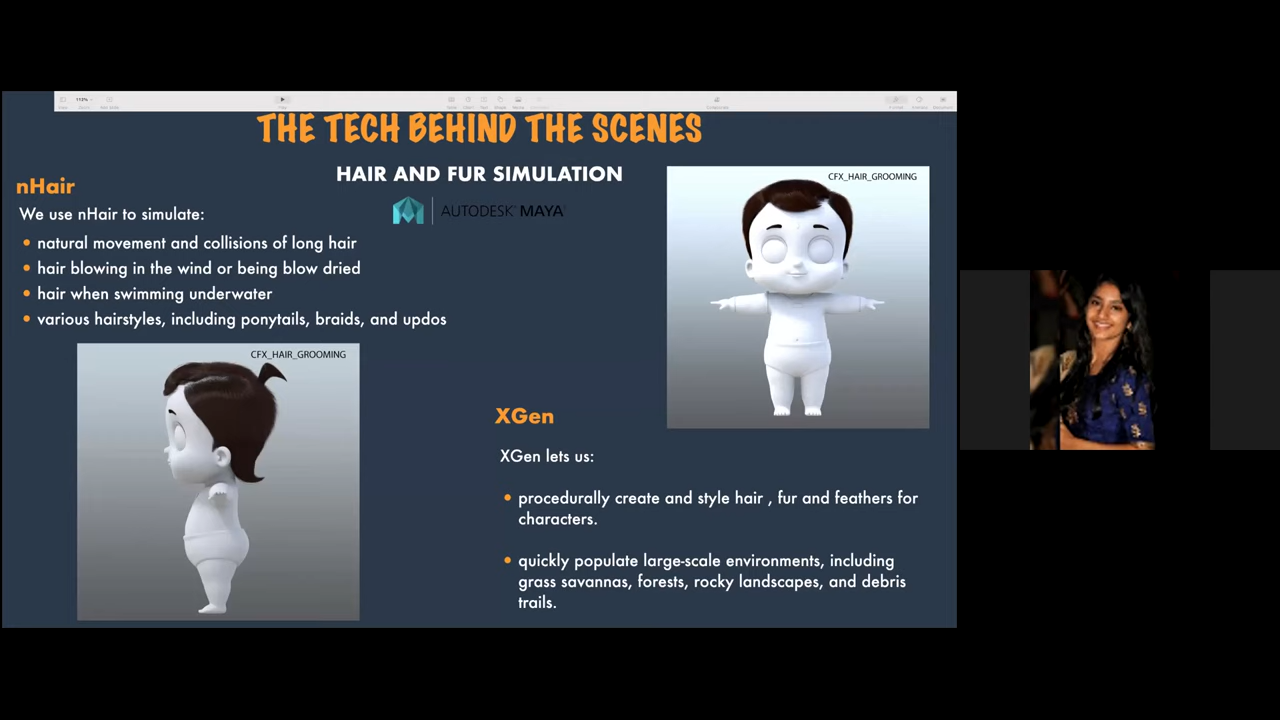 113%
THE TECH BEHIND THE SCENES
HAIR AND FUR SIMULATION
AUTODESK MAYA
nHair
We use nHair to simulate:
• natural movement and collisions of long hair
• hair blowing in the wind or being blow dried
• hair when swimming underwater
• various hairstyles, including ponytails, braids, and updos
CFX_HAIR_GROOMING
CFX_HAIR_GROOMING
XGen
XGen lets us:
• procedurally create and style hair , fur and feathers for
characters.
• quickly populate large-scale environments, including
grass savannas, forests, rocky landscapes, and debris
trails.